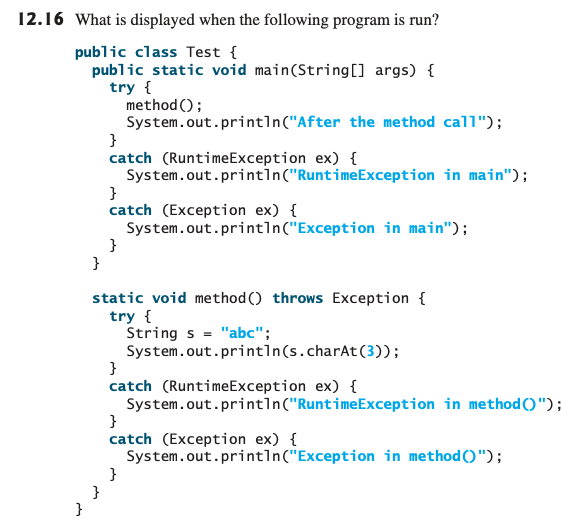 12.16 What is displayed when the following program is run?
public class Test {
  public static void main(String[] args) {
    try {
      method();
      System.out.println("After the method call");
    }
    catch (RuntimeException ex) {
      System.out.println("RuntimeException in main");
    }
    catch (Exception ex) {
      System.out.println("Exception in main");
    }
  }

  static void method() throws Exception {
    try {
      String s = "abc";
      System.out.println(s.charAt(3));
    }
    catch (RuntimeException ex) {
      System.out.println("RuntimeException in method()");
    }
    catch (Exception ex) {
      System.out.println("Exception in method()");
    }
  }
}